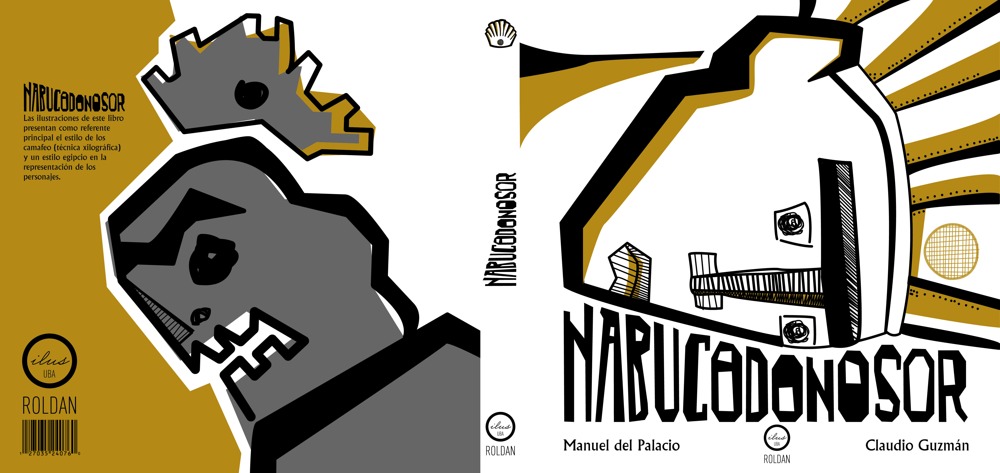 NABUCODONOSOR
Las ilustraciones de este libro
presentan como referente
principal el estilo de los
camafeo (técnica xilográfica)
y un estilo egipcio en la
representación de los
personajes.
ilus
UBA
ROLDAN
1 27035 24076 0
NABUCODONOSOR
ilus
UBA
ROLDAN
NABUCODONOSOR
Manuel del Palacio
ilus
UBA
ROLDAN
Claudio Guzmán